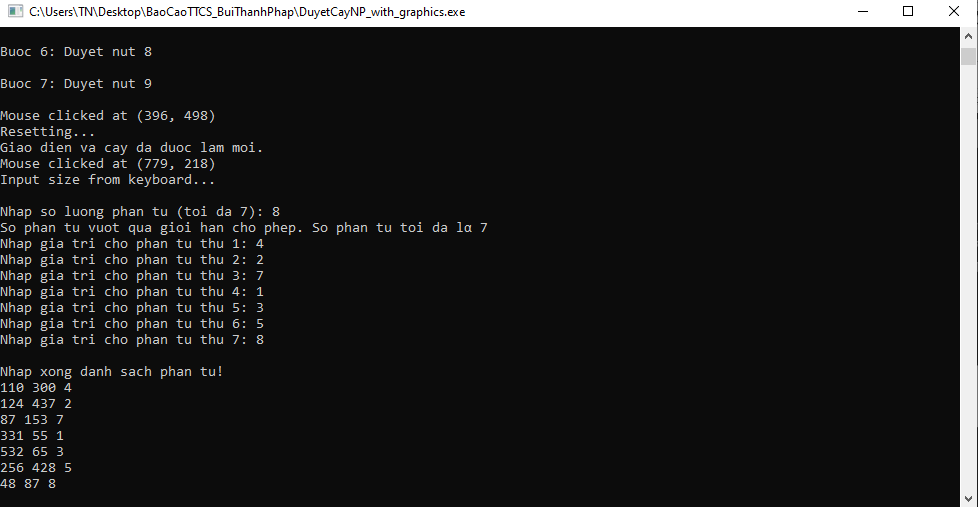 C:\Users\TN\Desktop\BaoCaoTTCS_BuiThanhPhap\DuyetCayNP_with_graphics.exe
Buoc 6: Duyet nut 8
Buoc 7: Duyet nut 9
Mouse clicked at (396, 498)
Resetting...
Giao dien va cay da duoc lam moi.
Mouse clicked at (779, 218)
Input size from keyboard...
Nhap so luong phan tu (toi da 7): 8
So phan tu vuot qua gioi han cho phep. So phan tu toi da lα 7
Nhap gia tri cho phan tu thu 1: 4
Nhap gia tri cho phan tu thu 2: 2
Nhap gia tri cho phan tu thu 3: 7
Nhap gia tri cho phan tu thu 4: 1
Nhap gia tri cho phan tu thu 5: 3
Nhap gia tri cho phan tu thu 6: 5
Nhap gia tri cho phan tu thu 7: 8
Nhap xong danh sach phan tu!
110 300 4
124 437 2
87 153 7
331 55 1
532 65 3
256 428 5
48 87 8